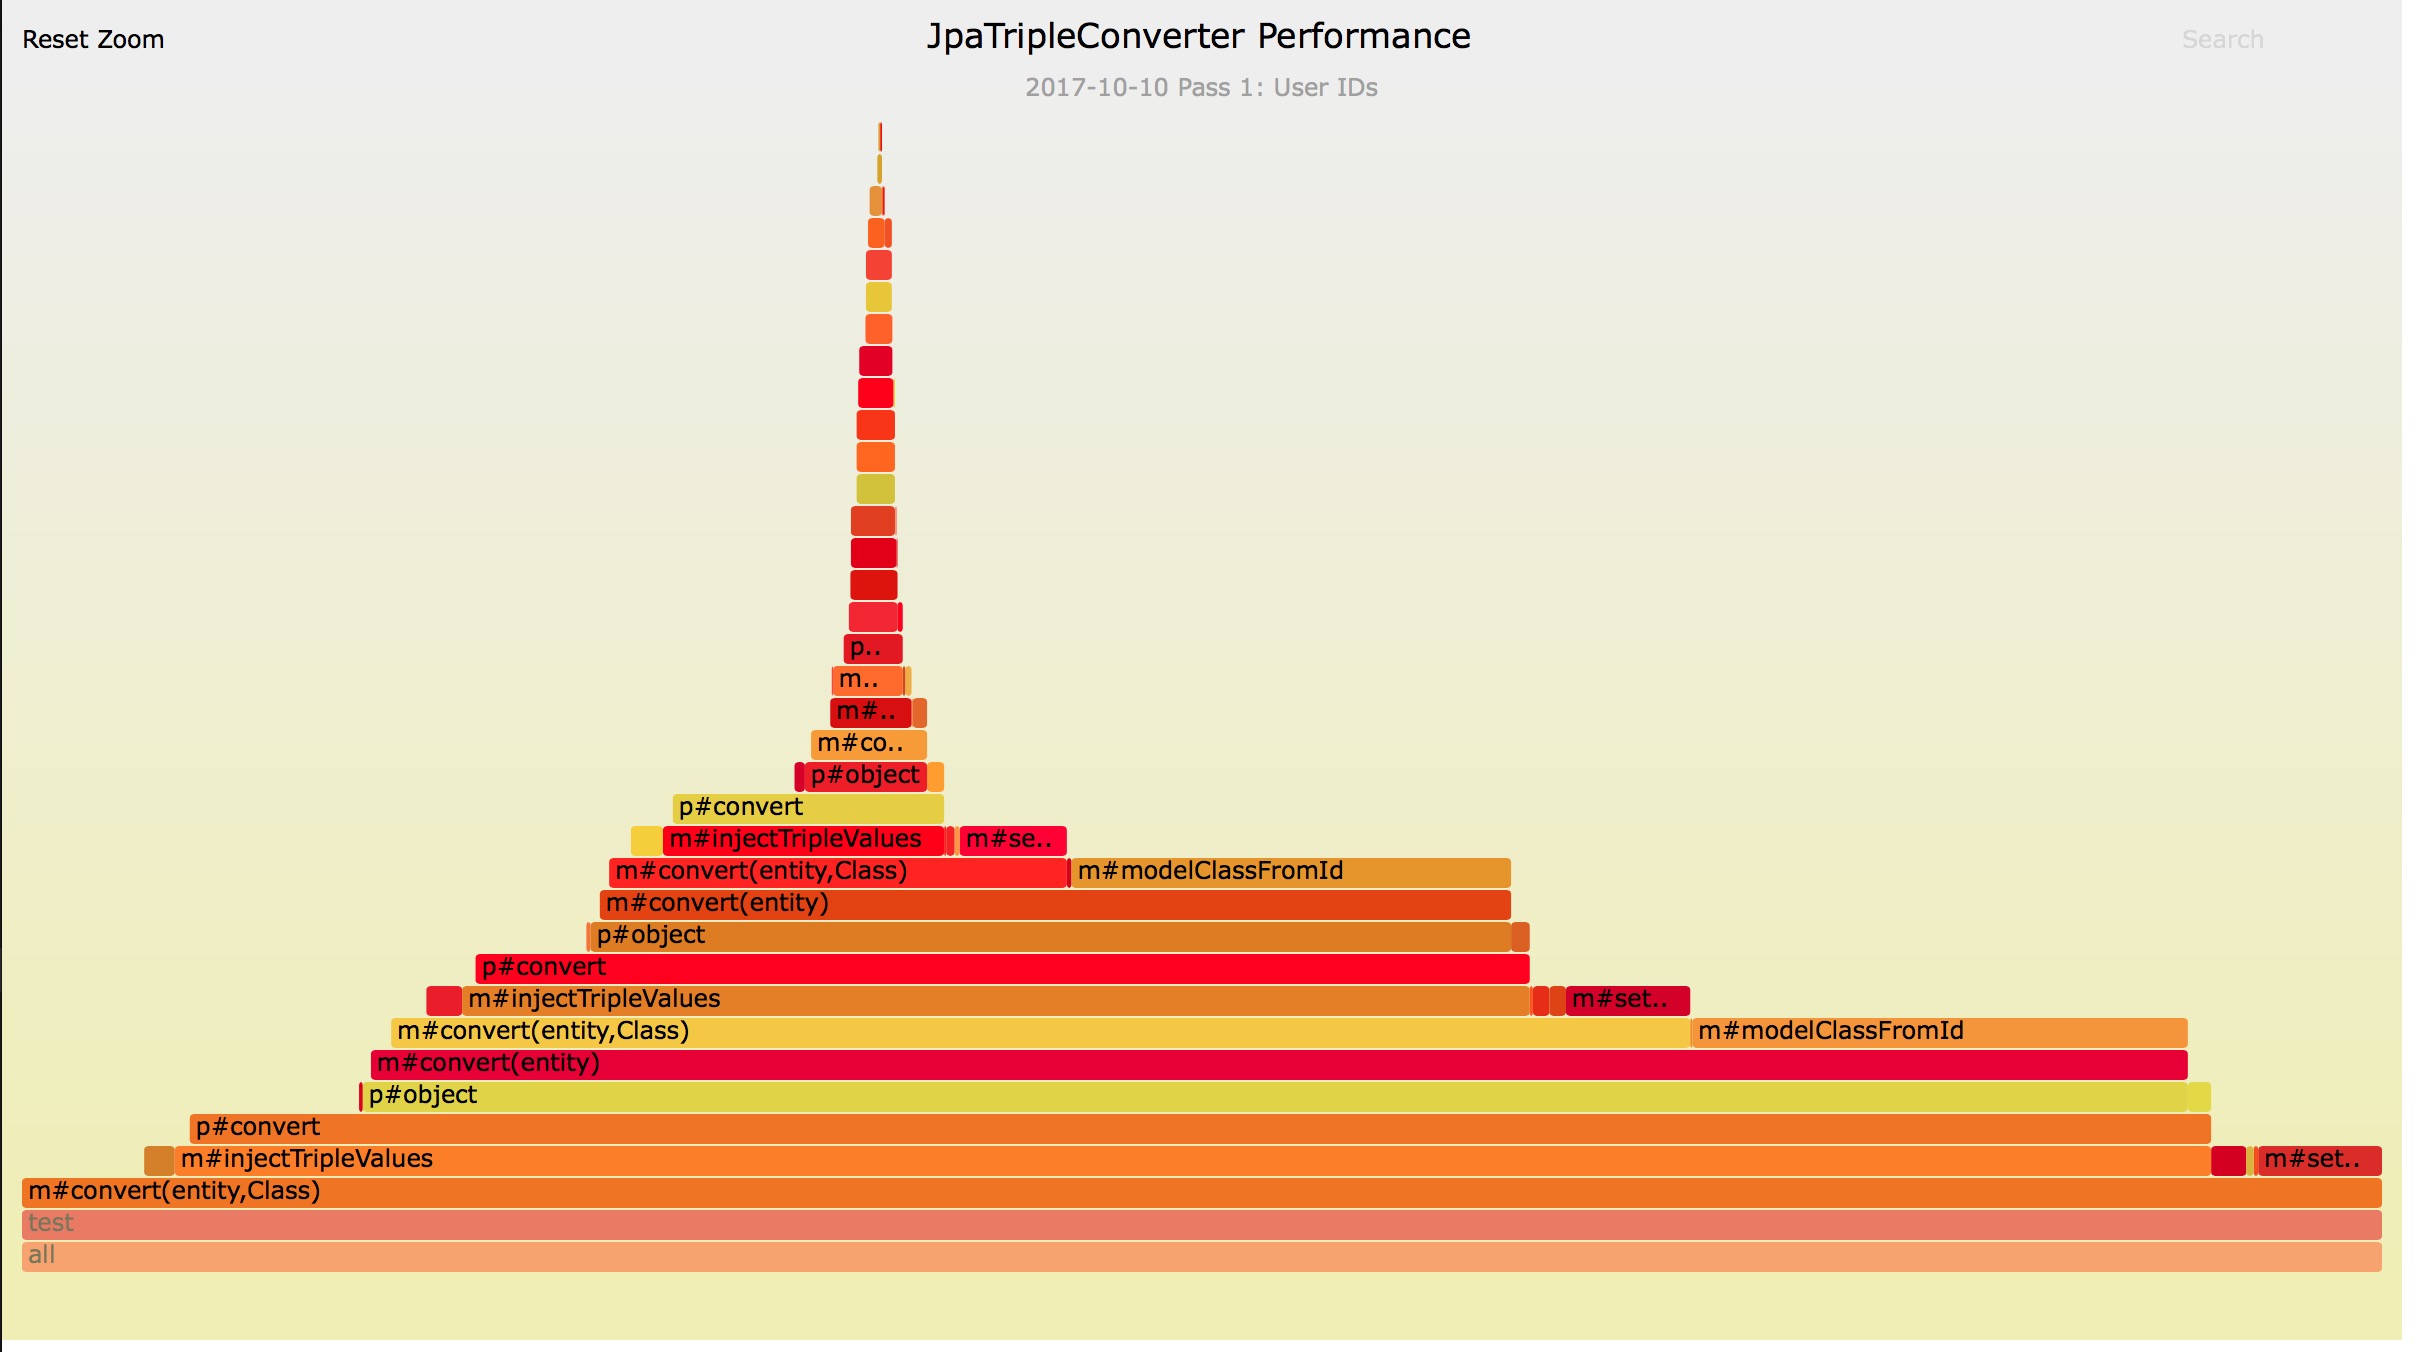 Reset Zoom
JpaTripleConverter Performance
Search
2017-10-10 Pass 1: User IDs
p..
m..
m#..
m#co..
p#object
p#convert
m#injectTripleValues m#se..
m#convert(entity,Class) m#modelClassFromId
m#convert(entity)
p#object
p#convert
m#injectTripleValues m#set..
m#convert(entity,Class) m#modelClassFromId
m#convert(entity)
p#object
p#convert
m#injectTripleValues m#set..
m#convert(entity,Class)
test
all